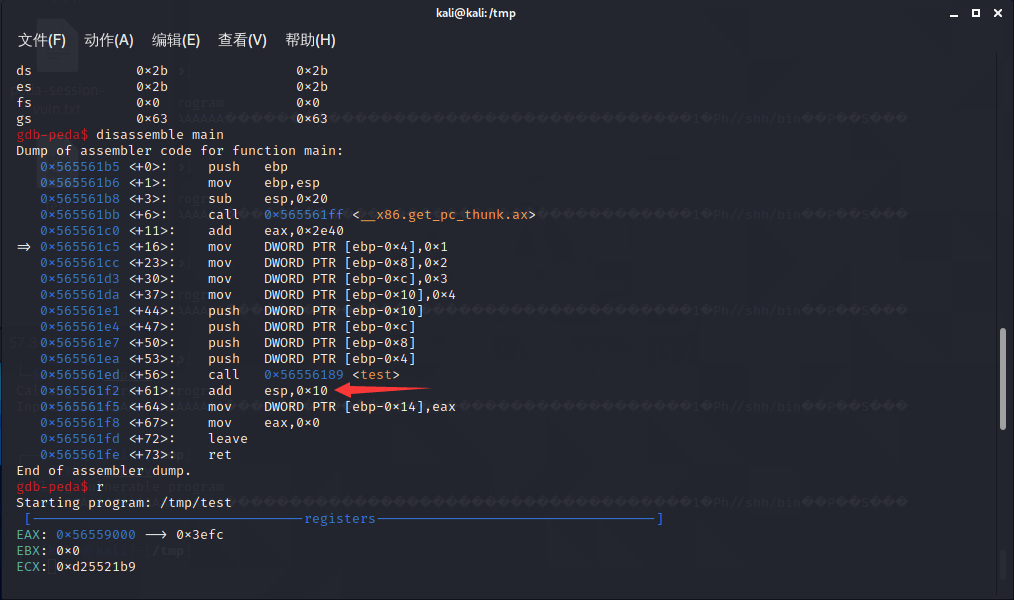 kali@kali: /tmp
文件(F) 动作(A) 编辑(E) 查看(V) 帮助(H)
ds 0×2b 0×2b
es 0×2b 0×2b
fs 0×0 0×0
gs 0×63 0×63
gdb-peda$ disassemble main
Dump of assembler code for function main:
0×565561b5 <+0>: push ebp
0×565561b6 <+1>: mov ebp,esp
0×565561b8 <+3>: sub esp,0×20
0×565561bb <+6>: call 0×565561ff <__x86.get_pc_thunk.ax>
0×565561c0 <+11>: add eax,0×2e40
⇒ 0×565561c5 <+16>: mov DWORD PTR [ebp-0×4],0×1
0×565561cc <+23>: mov DWORD PTR [ebp-0×8],0×2
0×565561d3 <+30>: mov DWORD PTR [ebp-0×c],0×3
0×565561da <+37>: mov DWORD PTR [ebp-0×10],0×4
0×565561e1 <+44>: push DWORD PTR [ebp-0×10]
0×565561e4 <+47>: push DWORD PTR [ebp-0×c]
0×565561e7 <+50>: push DWORD PTR [ebp-0×8]
0×565561ea <+53>: push DWORD PTR [ebp-0×4]
0×565561ed <+56>: call 0×56556189 <test>
0×565561f2 <+61>: add esp,0×10
0×565561f5 <+64>: mov DWORD PTR [ebp-0×14],eax
0×565561f8 <+67>: mov eax,0×0
0×565561fd <+72>: leave
0×565561fe <+73>: ret
End of assembler dump.
gdb-peda$ r
Starting program: /tmp/test
[──registers──]
EAX: 0×56559000 ⟶ 0×3efc
EBX: 0×0
ECX: 0×d25521b9